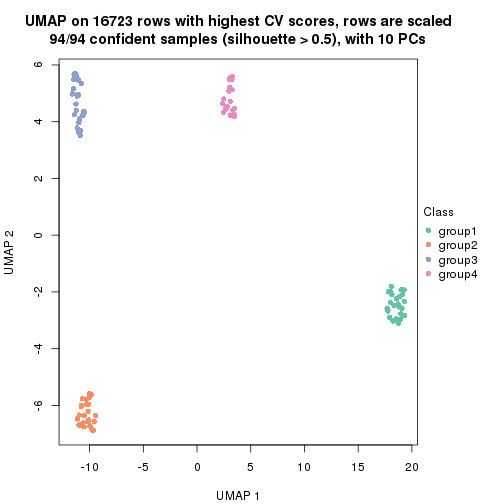 UMAP on 16723 rows with highest CV scores, rows are scaled
94/94 confident samples (silhouette > 0.5), with 10 PCs
6
4
2
0
-2
-4
-6
UMAP 2
-10
-5
0
5
10
15
20
UMAP 1
Class
group1
group2
group3
group4